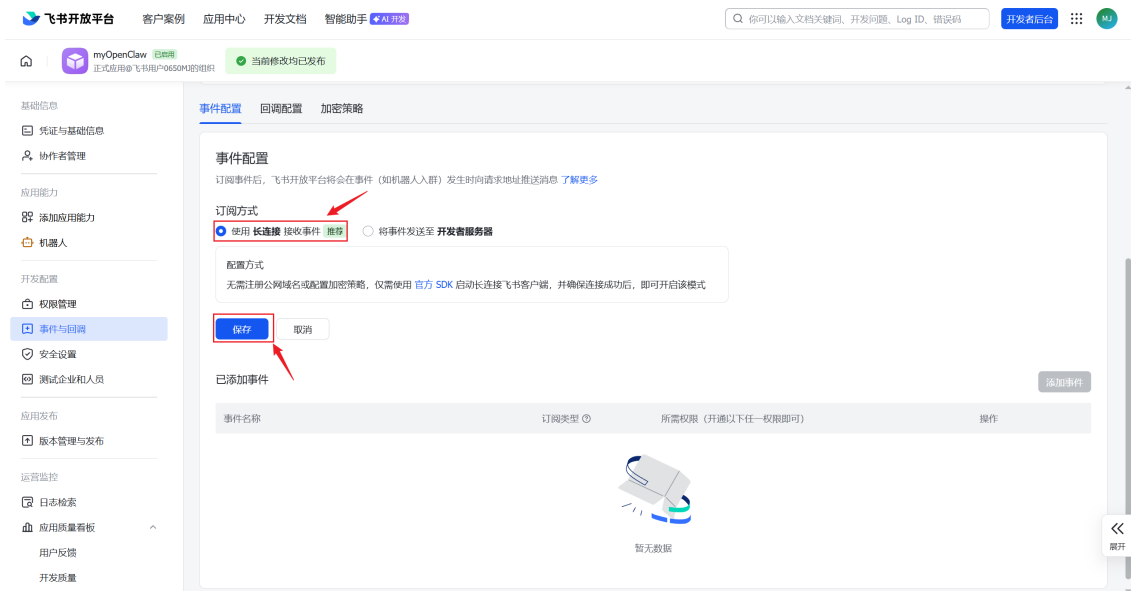 飞书开放平台 客户案例 应用中心 开发文档 智能助手 AI 开发 你可以输入文档关键词、开发问题、Log ID、错误码 开发者后台 MJ
myOpenClaw 已启用
正式应用@飞书用户0650MJ的组织
当前修改均已发布
基础信息
凭证与基础信息
协作者管理
应用能力
添加应用能力
机器人
开发配置
权限管理
事件与回调
安全设置
测试企业和人员
应用发布
版本管理与发布
运营监控
日志检索
应用质量看板
用户反馈
开发质量
事件配置 回调配置 加密策略
事件配置
订阅事件后，飞书开放平台将会在事件（如机器人入群）发生时向请求地址推送消息 了解更多
订阅方式
使用 长连接 接收事件 推荐 将事件发送至 开发者服务器
配置方式
无需注册公网域名或配置加密策略，仅需使用 官方 SDK 启动长连接飞书客户端，并确保连接成功后，即可开启该模式
保存 取消
已添加事件 添加事件
事件名称 订阅类型 所需权限（开通以下任一权限即可） 操作
暂无数据
展开